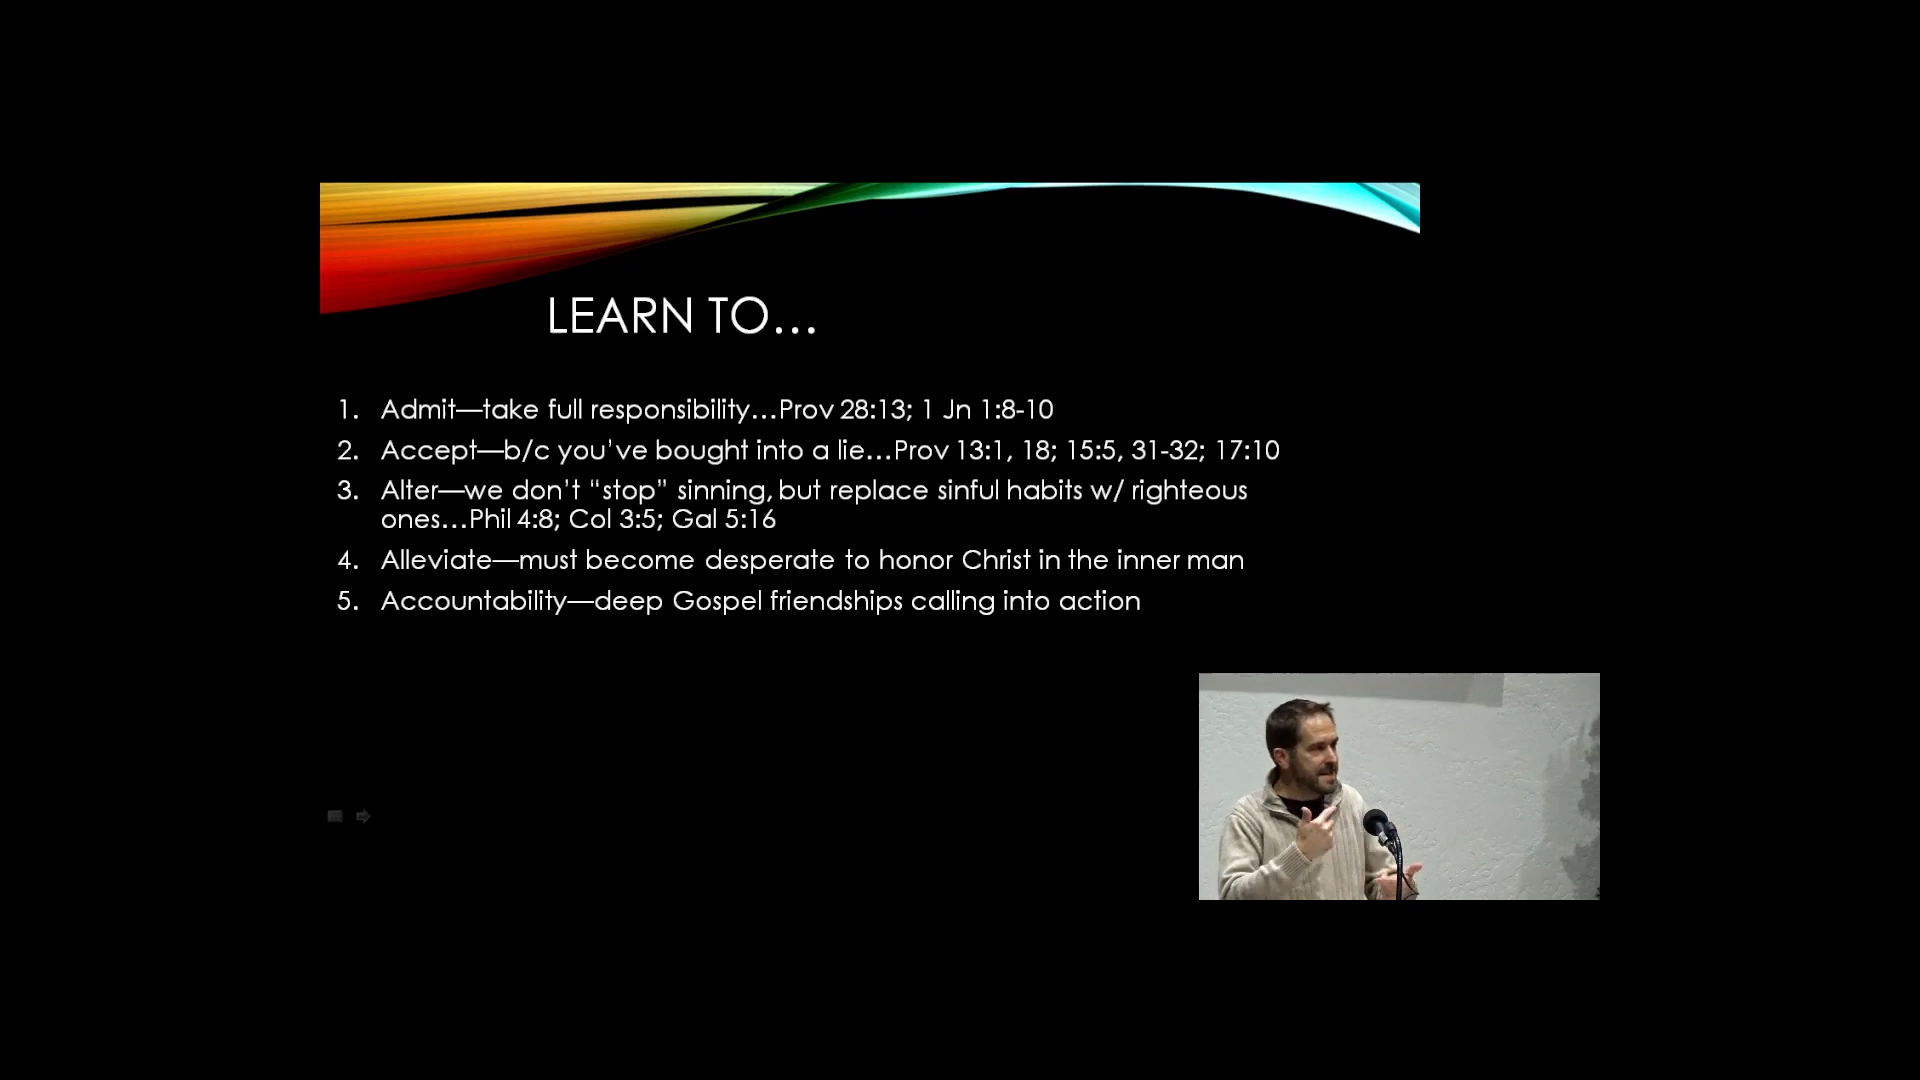 LEARN TO…
1. Admit—take full responsibility…Prov 28:13; 1 Jn 1:8-10
2. Accept—b/c you’ve bought into a lie…Prov 13:1, 18; 15:5, 31-32; 17:10
3. Alter—we don’t “stop” sinning, but replace sinful habits w/ righteous
ones…Phil 4:8; Col 3:5; Gal 5:16
4. Alleviate—must become desperate to honor Christ in the inner man
5. Accountability—deep Gospel friendships calling into action